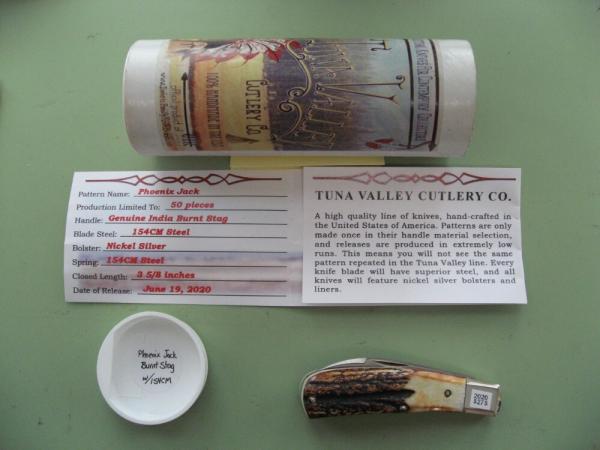 TUNA VALLEY
CUTLERY CO.
Pattern Name: Phoenix Jack
Production Limited To: 50 pieces
Handle: Genuine India Burnt Stag
Blade Steel: 154CM Steel
Bolster: Nickel Silver
Spring: 154CM Steel
Closed Length: 3 5/8 inches
Date of Release: June 19, 2020
TUNA VALLEY CUTLERY CO.
A high quality line of knives, hand-crafted in
the United States of America. Patterns are only
made once in their handle material selection,
and releases are produced in extremely low
runs. This means you will not see the same
pattern repeated in the Tuna Valley line. Every
knife blade will have superior steel, and all
knives will feature nickel silver bolsters and
liners.
Phoenix Jack
Burnt Stag
w/154CM
2020